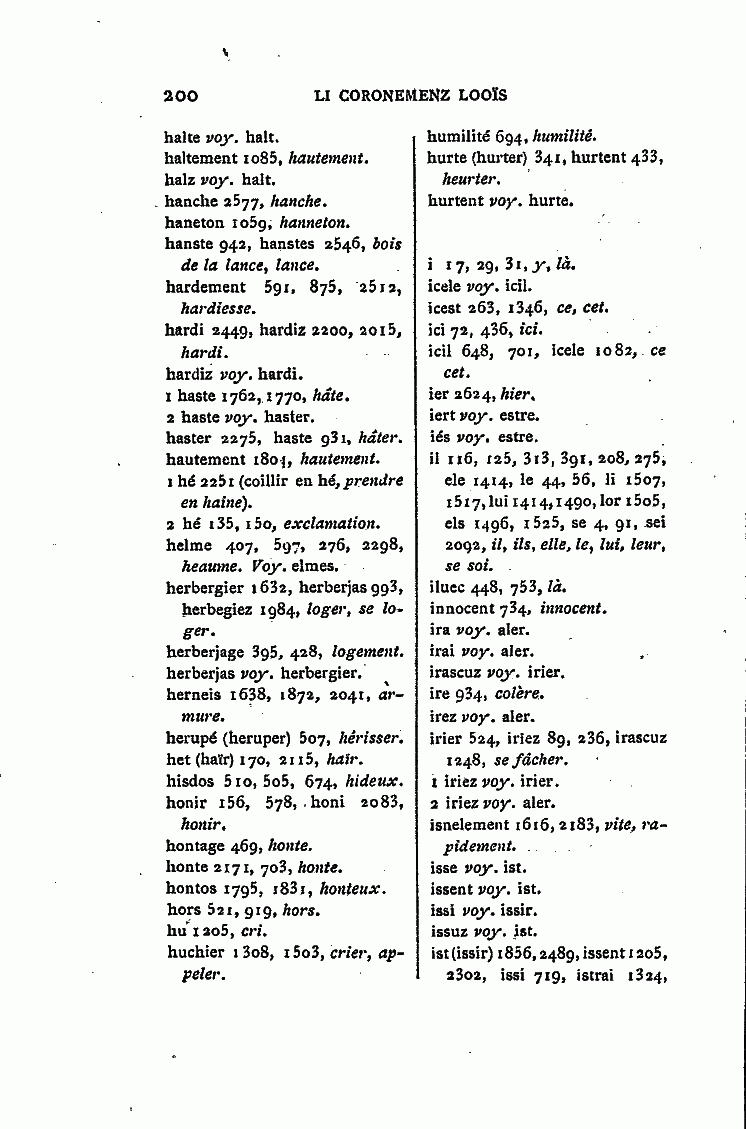 200 LI CORONEMENZ LOOÏS
halte voy. halt.
haltement 1085, hautement.
halz voy. halt.
hanche 2577, hanche.
haneton 1059, hanneton.
hanste 942, hanstes 2546, bois
de la lance, lance.
hardement 591, 875, 2512,
hardiesse.
hardi 2449, hardiz 2200, 2015,
hardi.
hardiz voy. hardi.
1 haste 1762, 1770, hâte.
2 haste voy. haster.
haster 2275, haste 931, hâter.
hautement 1804, hautement.
1 hé 2251 (coillir en hé, prendre
en haine).
2 hé 135, 150, exclamation.
helme 407, 597, 276, 2298,
heaume. Voy. elmes.
herbergier 1632, herberjas 993,
herbegiez 1984, loger, se lo-
ger.
herberjage 395, 428, logement.
herberjas voy. herbergier.
herneis 1638, 1872, 2041, ar-
mure.
herupé (heruper) 507, hérisser.
het (haïr) 170, 2115, haïr.
hisdos 510, 505, 674, hideux.
honir 156, 578, honi 2083,
honir.
hontage 469, honte.
honte 2171, 703, honte.
hontos 1795, 1831, honteux.
hors 521, 919, hors.
hu 1205, cri.
huchier 1308, 1503, crier, ap-
peler.
humilité 694, humilité.
hurte (hurter) 341, hurtent 433,
heurter.
hurtent voy. hurte.
i 17, 29, 31, y, là.
icele voy. icil.
icest 263, 1346, ce, cet.
ici 72, 436, ici.
icil 648, 701, icele 1082, ce
cet.
ier 2624, hier.
iert voy. estre.
iés voy. estre.
il 116, 125, 313, 391, 208, 275,
ele 1414, le 44, 56, li 1507,
1517, lui 1414, 1490, lor 1505,
els 1496, 1525, se 4, 91, sei
2092, il, ils, elle, le, lui, leur,
se soi.
iluec 448, 753, là.
innocent 734, innocent.
ira voy. aler.
irai voy. aler.
irascuz voy. irier.
ire 934, colère.
irez voy. aler.
irier 524, iriez 89, 236, irascuz
1248, se fâcher.
1 iriez voy. irier.
2 iriez voy. aler.
isnelement 1616, 2183, vite, ra-
pidement.
isse voy. ist.
issent voy. ist.
issi voy. issir.
issuz voy. ist.
ist (issir) 1856, 2489, issent 1205,
2302, issi 719, istrai 1324,